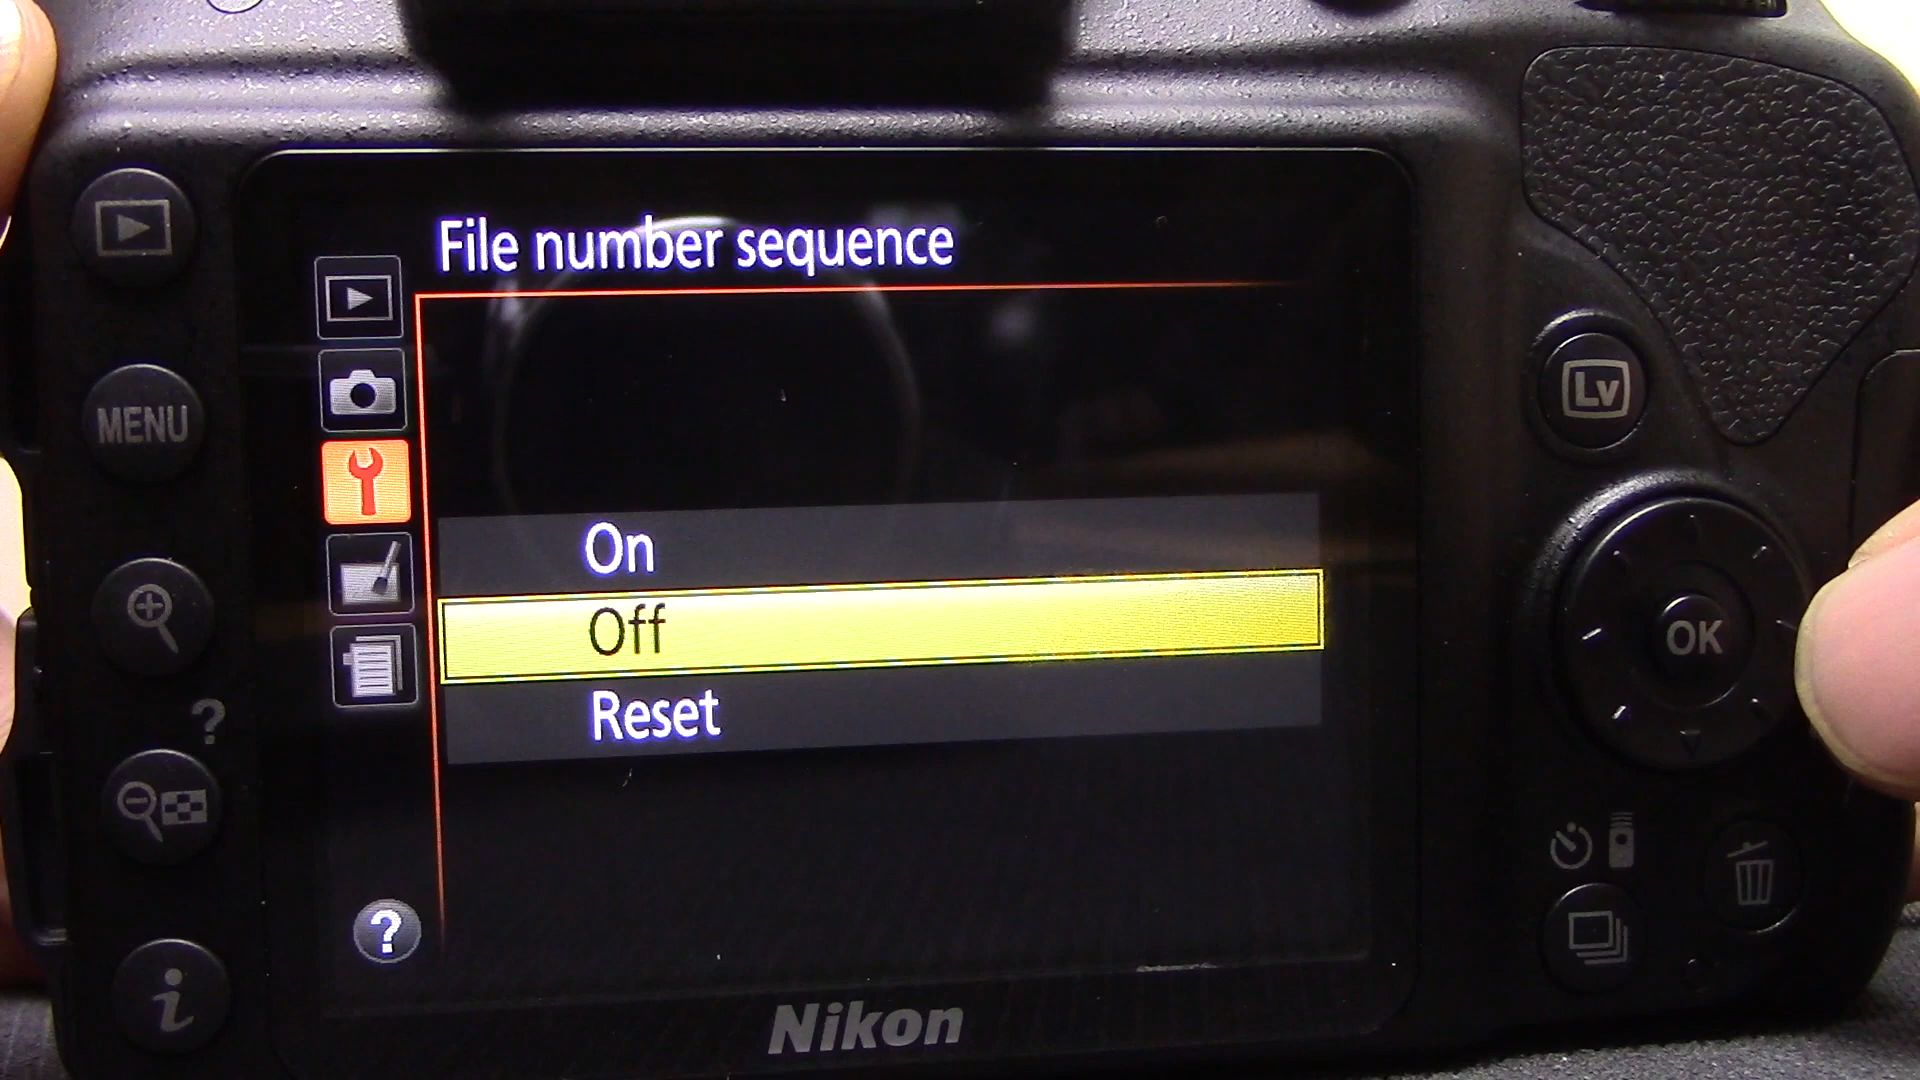 File number sequence
MENU
On
Off
Reset
?
?
i
Lv
OK
Nikon